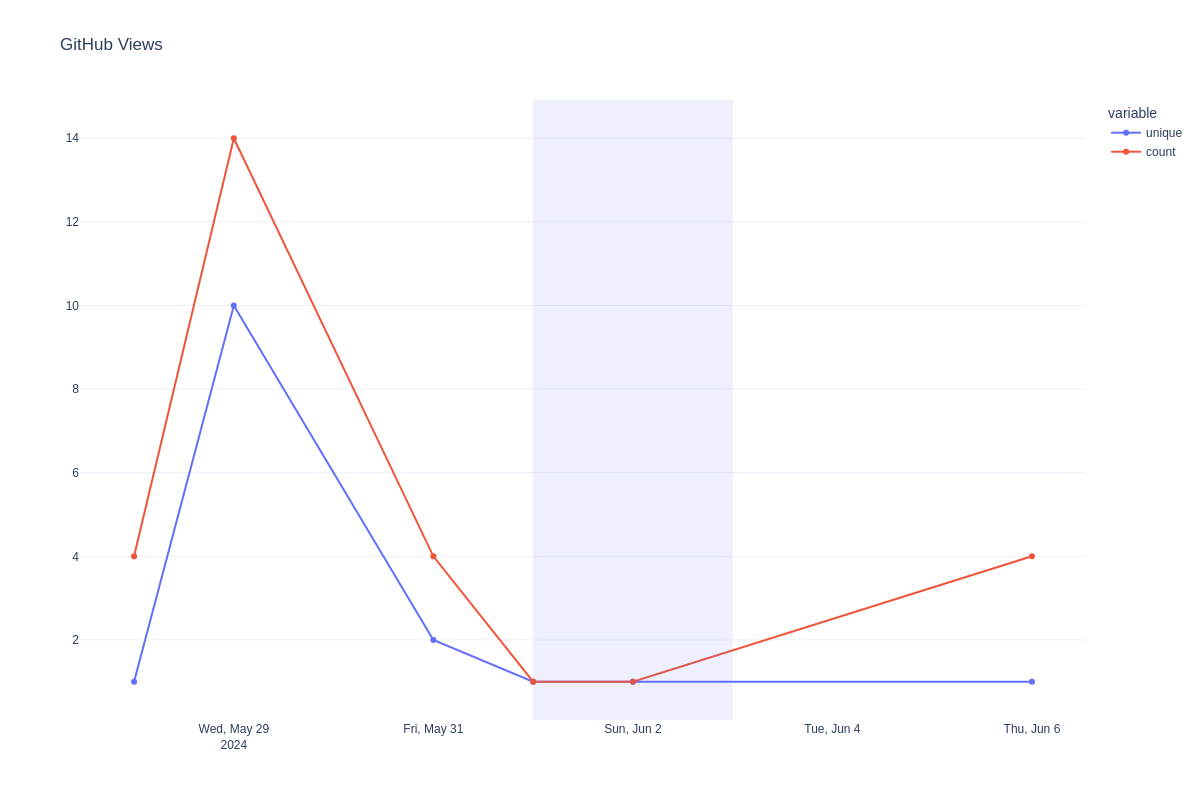 GitHub Views
variable
unique
count
14
12
10
8
6
4
2
Wed, May 29
2024
Fri, May 31
Sun, Jun 2
Tue, Jun 4
Thu, Jun 6